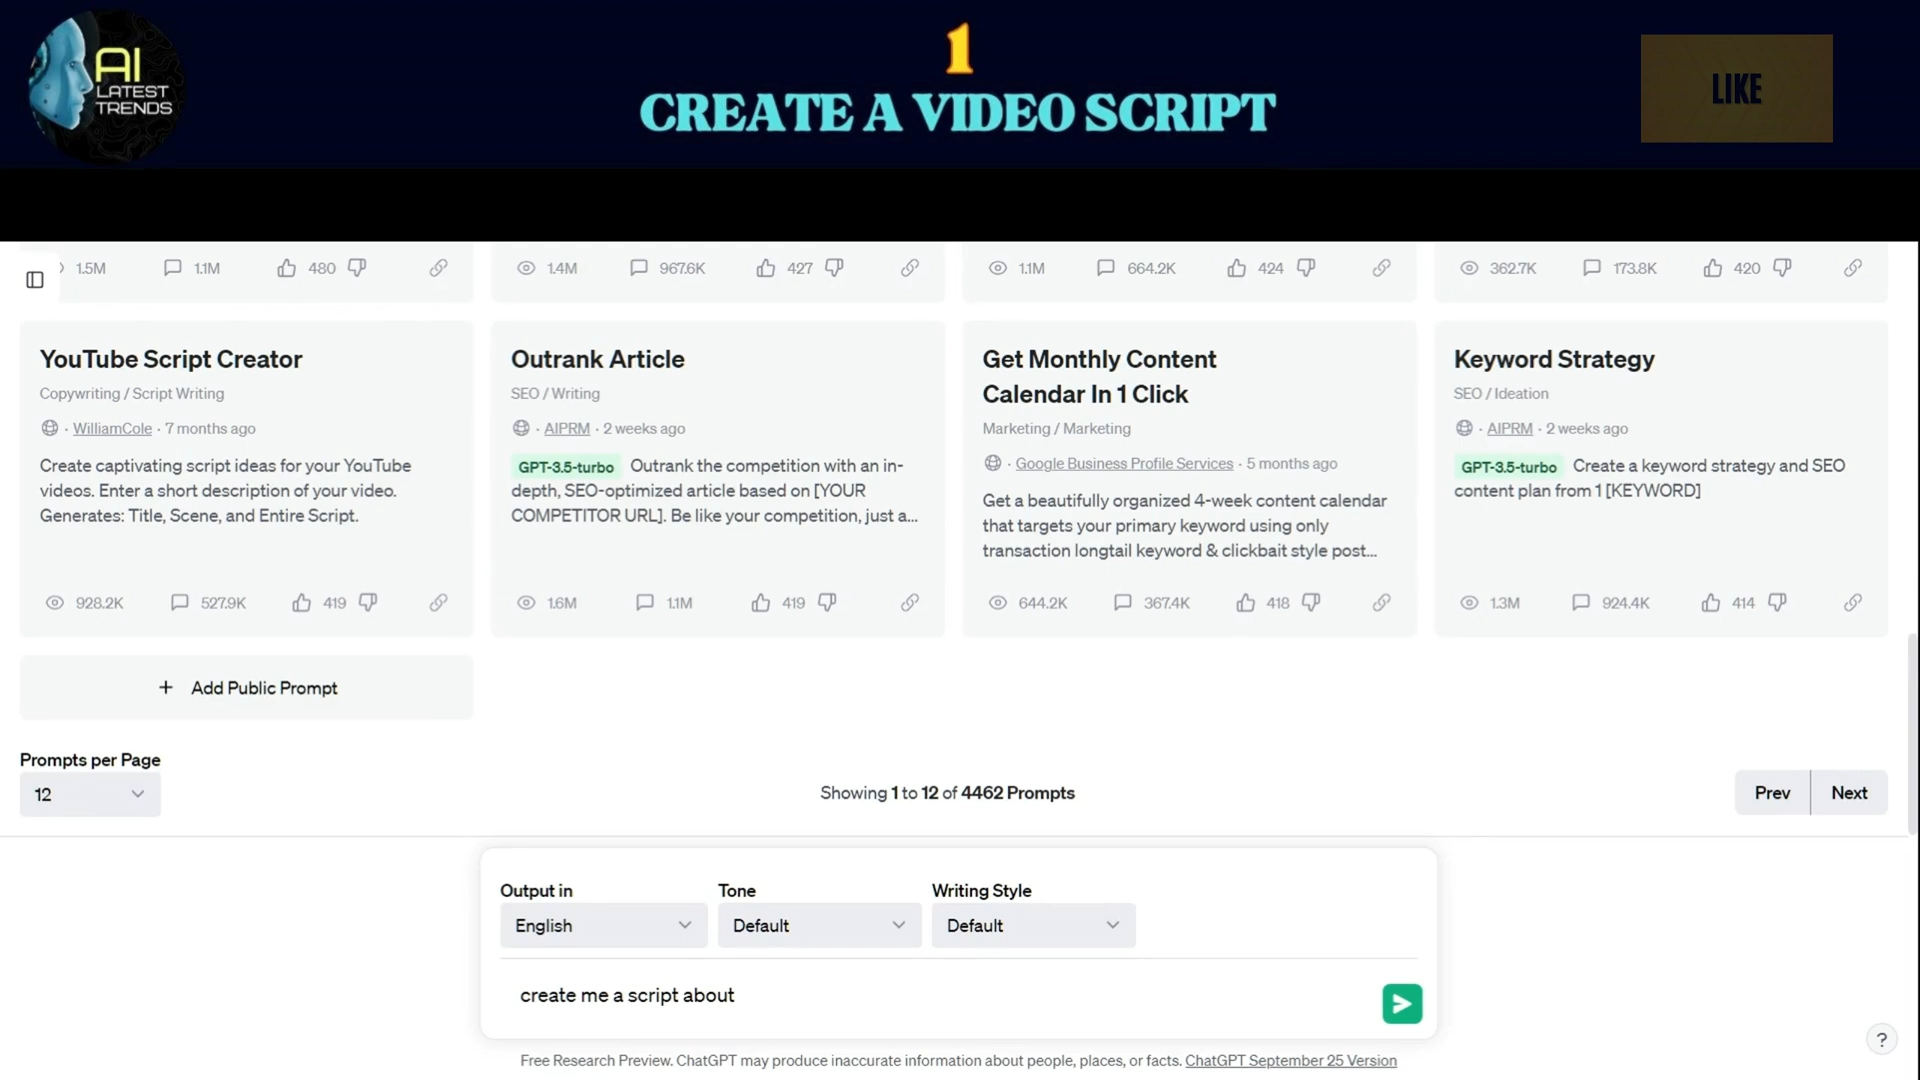 AI
LATEST
TRENDS
1
CREATE A VIDEO SCRIPT
LIKE
1.5M 1.1M 480
1.4M 967.6K 427
1.1M 664.2K 424
362.7K 173.8K 420
YouTube Script Creator
Copywriting / Script Writing
· WilliamCole · 7 months ago
Create captivating script ideas for your YouTube
videos. Enter a short description of your video.
Generates: Title, Scene, and Entire Script.
928.2K 527.9K 419
Outrank Article
SEO / Writing
· AIPRM · 2 weeks ago
GPT-3.5-turbo Outrank the competition with an in-
depth, SEO-optimized article based on [YOUR
COMPETITOR URL]. Be like your competition, just a...
1.6M 1.1M 419
Get Monthly Content
Calendar In 1 Click
Marketing / Marketing
· Google Business Profile Services · 5 months ago
Get a beautifully organized 4-week content calendar
that targets your primary keyword using only
transaction longtail keyword & clickbait style post...
644.2K 367.4K 418
Keyword Strategy
SEO / Ideation
· AIPRM · 2 weeks ago
GPT-3.5-turbo Create a keyword strategy and SEO
content plan from 1 [KEYWORD]
1.3M 924.4K 414
+ Add Public Prompt
Prompts per Page
12
Showing 1 to 12 of 4462 Prompts
Prev Next
Output in Tone Writing Style
English Default Default
create me a script about
Free Research Preview. ChatGPT may produce inaccurate information about people, places, or facts. ChatGPT September 25 Version
?